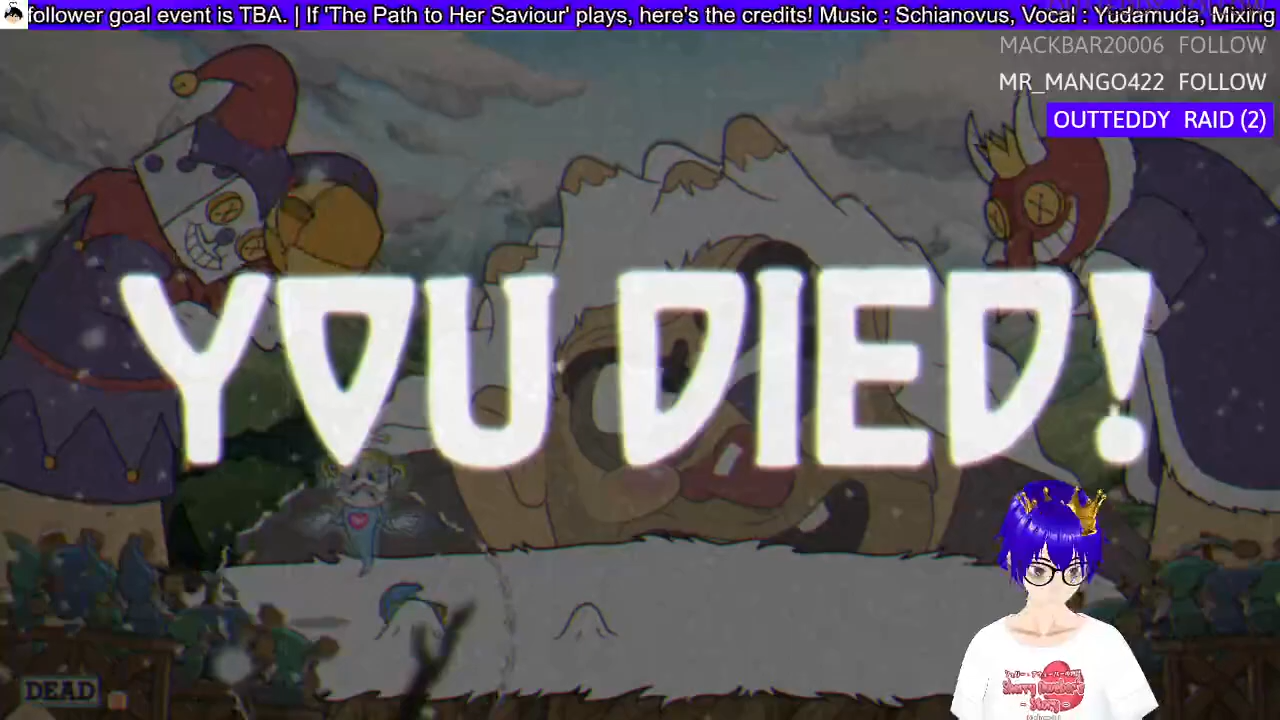 follower goal event is TBA. | If 'The Path to Her Saviour' plays, here's the credits! Music : Schianovus, Vocal : Yudamuda, Mixing
MACKBAR20006 FOLLOW
MR_MANGO422 FOLLOW
OUTTEDDY RAID (2)
YOU DIED!
DEAD